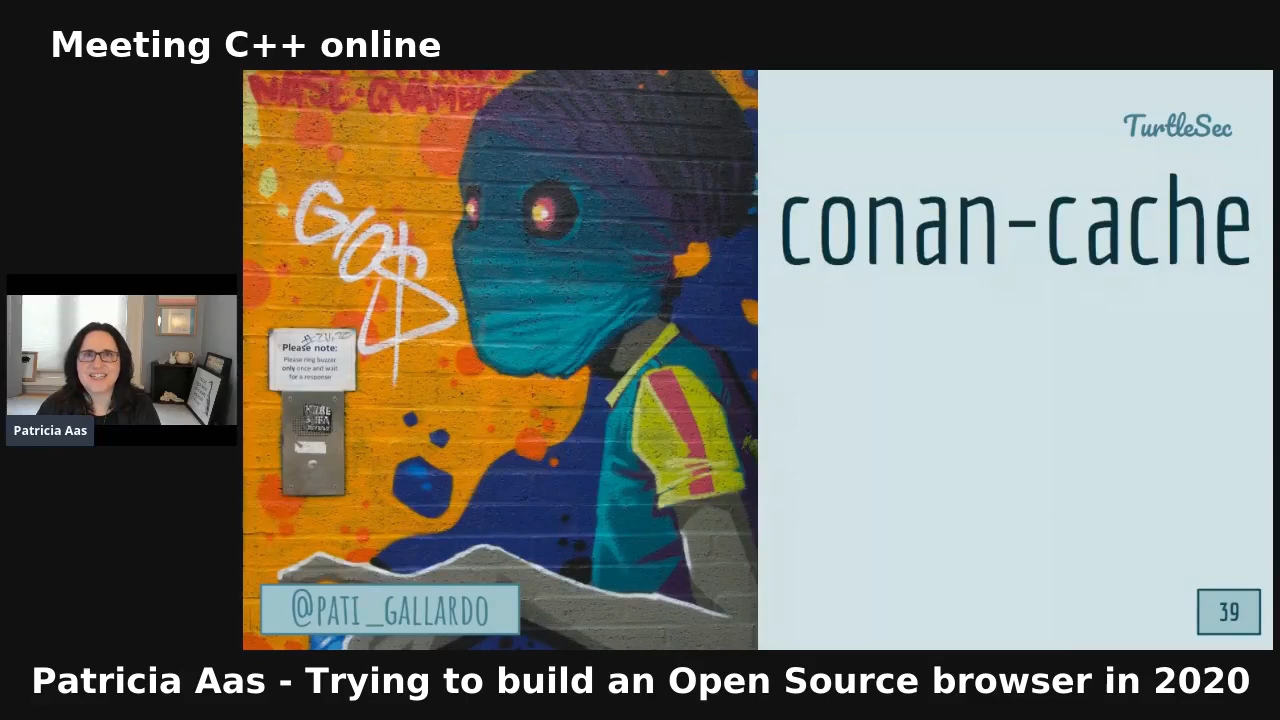 Meeting C++ online
TurtleSec
conan-cache
Please note:
Please ring buzzer
only once and wait
for a response
Patricia Aas
@PATI_GALLARDO
39
Patricia Aas - Trying to build an Open Source browser in 2020